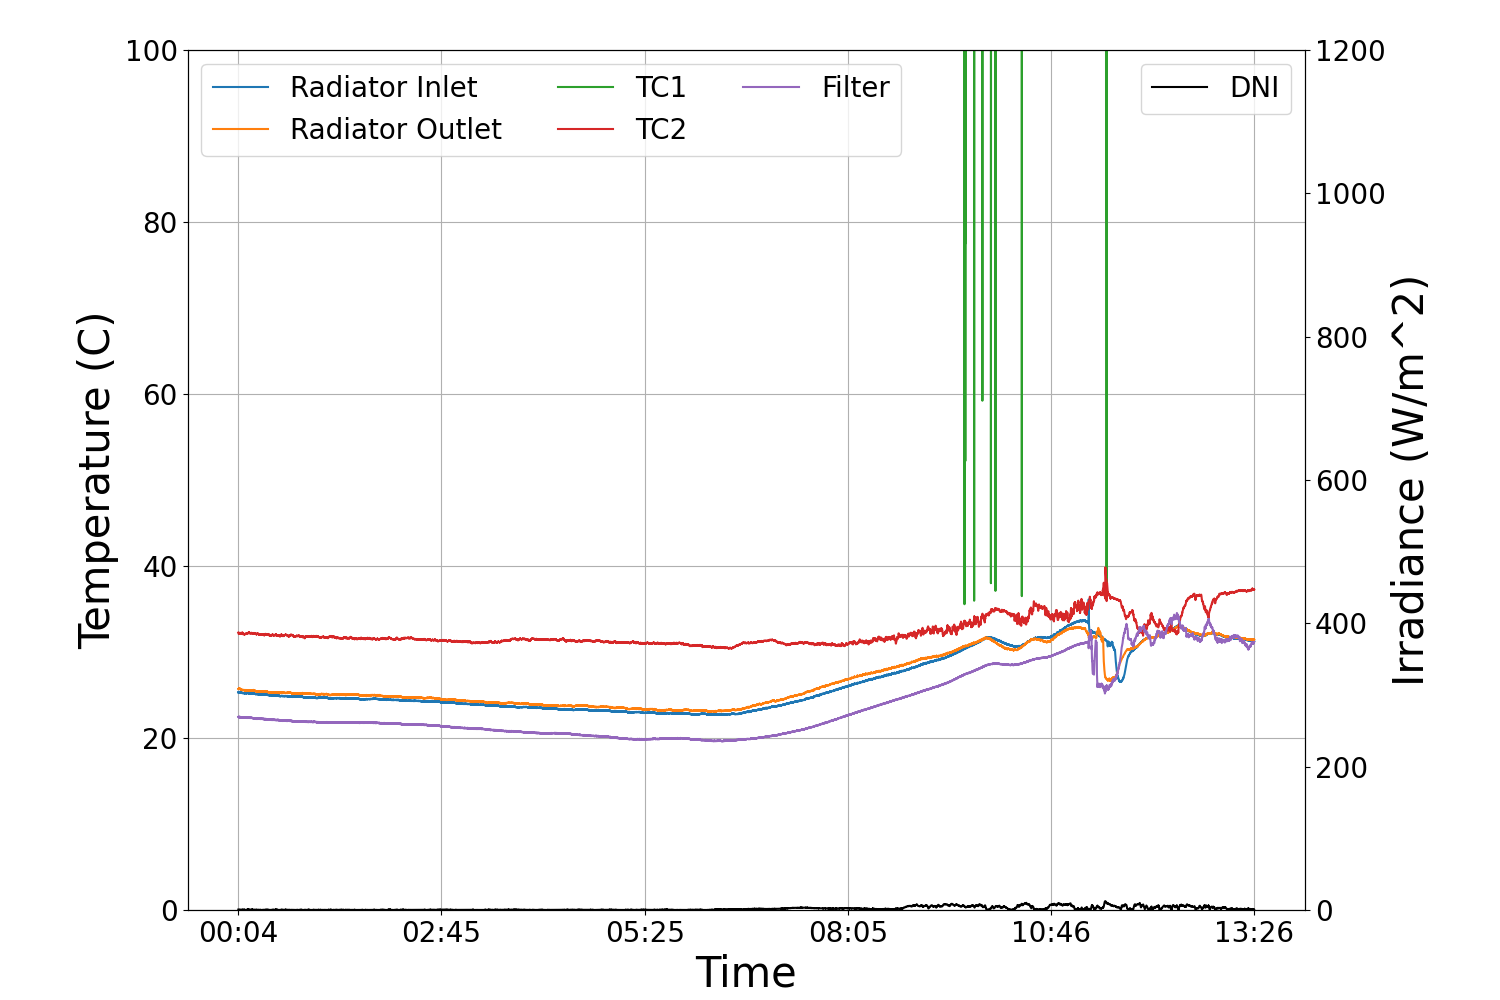 100
80
60
40
20
0
Temperature (C)
Radiator Inlet
Radiator Outlet
TC1
TC2
Filter
DNI
1200
1000
800
600
400
200
0
Irradiance (W/m^2)
00:04 02:45 05:25 08:05 10:46 13:26
Time